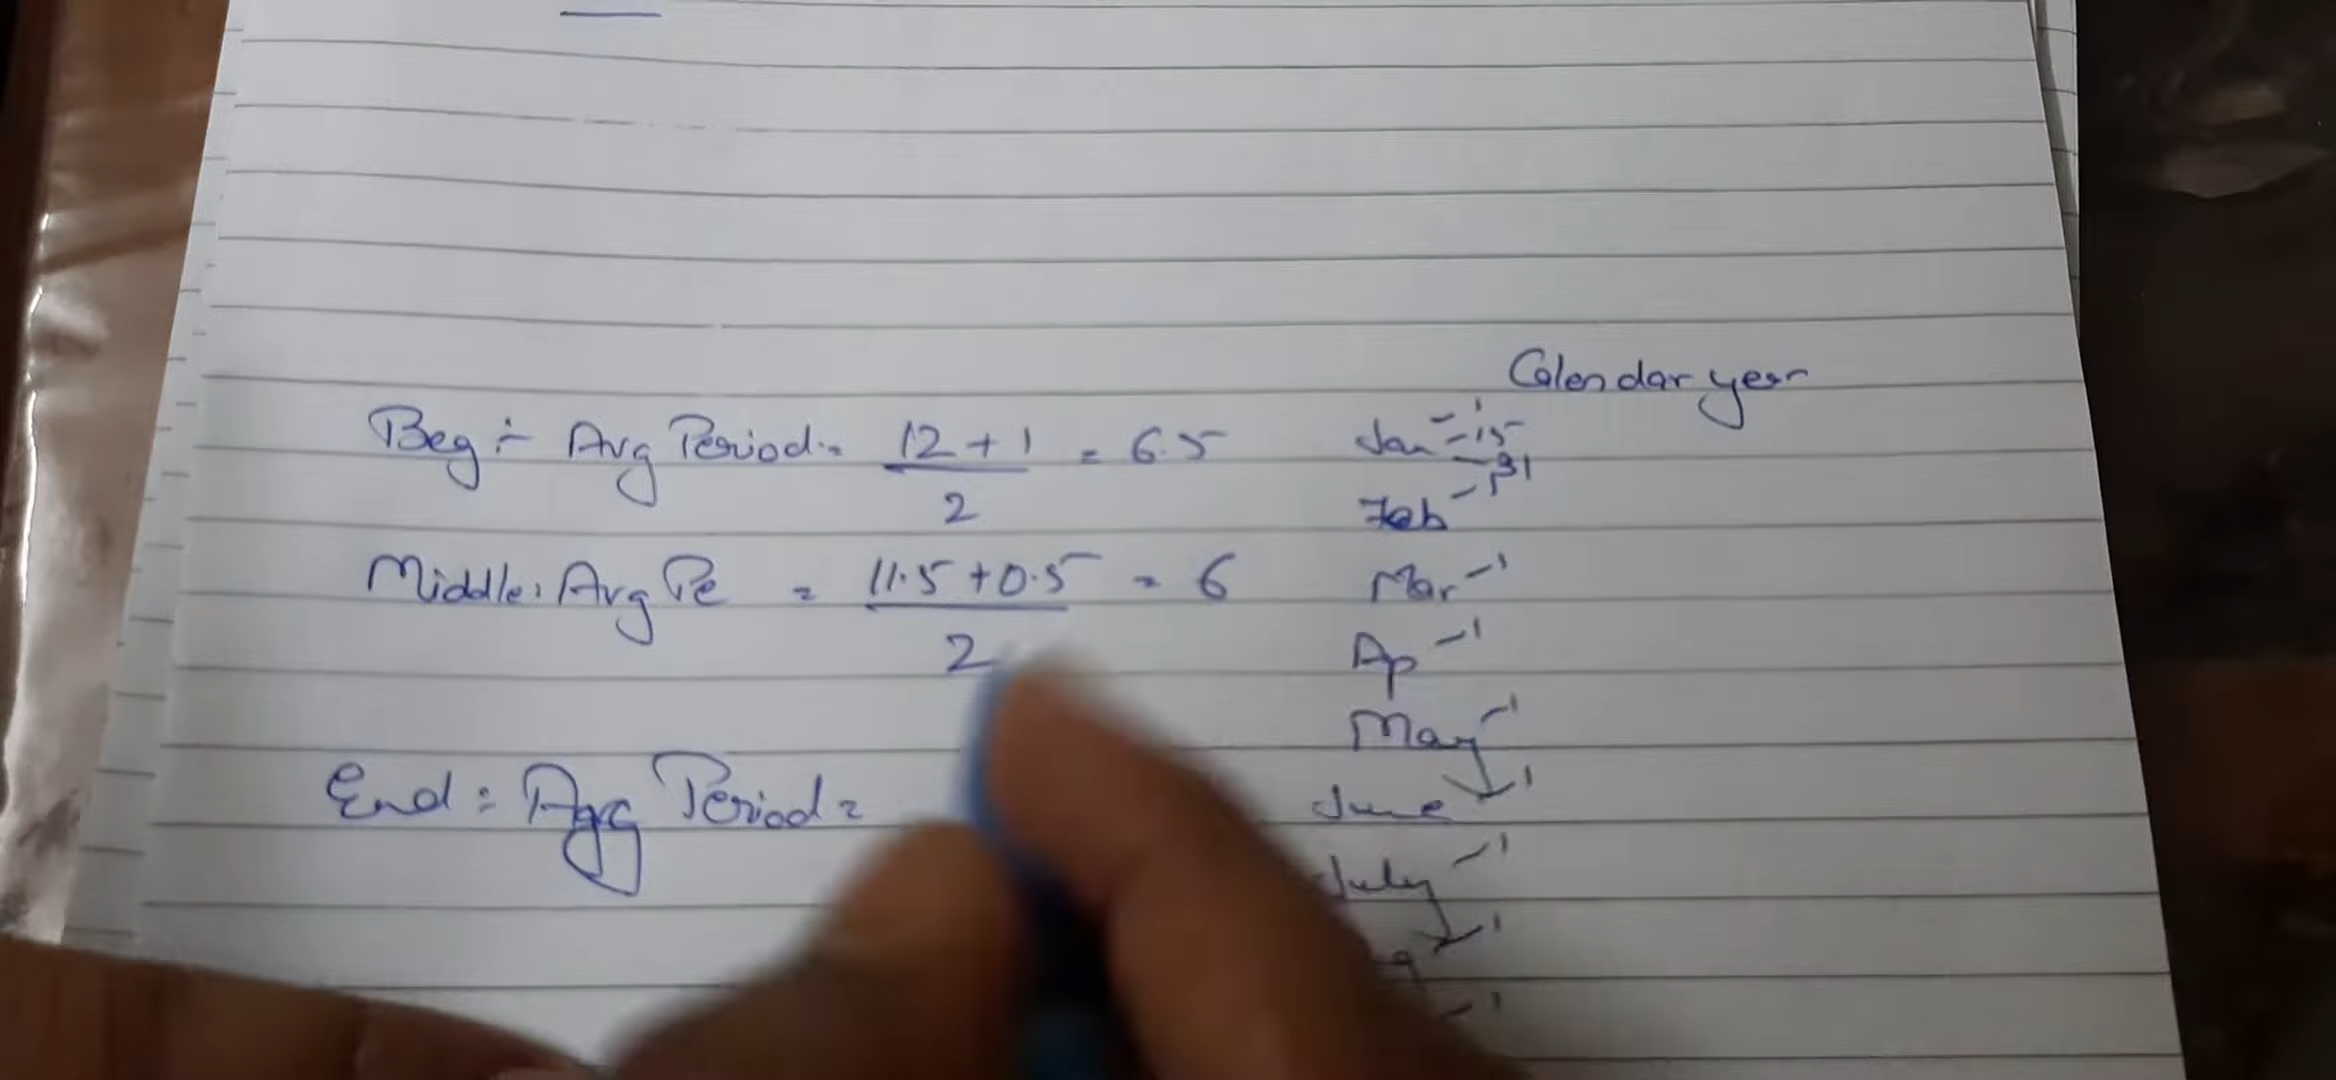 Calendar year
Beg :- Avg Period = 12 + 1 = 6.5
2
Middle: Avg Pe = 11.5 + 0.5 = 6
2
End = Avg Period =
Jan - 1
- 15
- 31
Feb - 1
Mar - 1
Ap - 1
May - 1
June - 1
July - 1
- 1
- 1